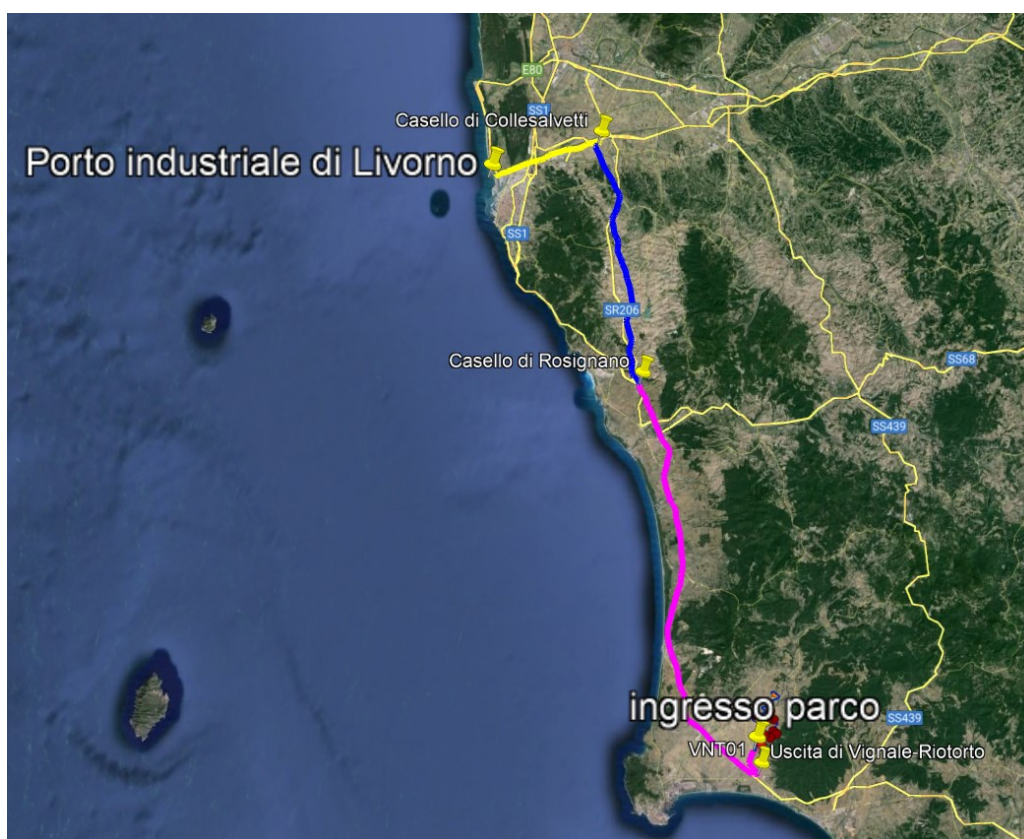 E80
SS1
Casello di Collesalvetti
Porto industriale di Livorno
SS1
SR206
Casello di Rosignano
SS68
SS439
ingresso parco
SS439
VNT01
Uscita di Vignale-Riotorto